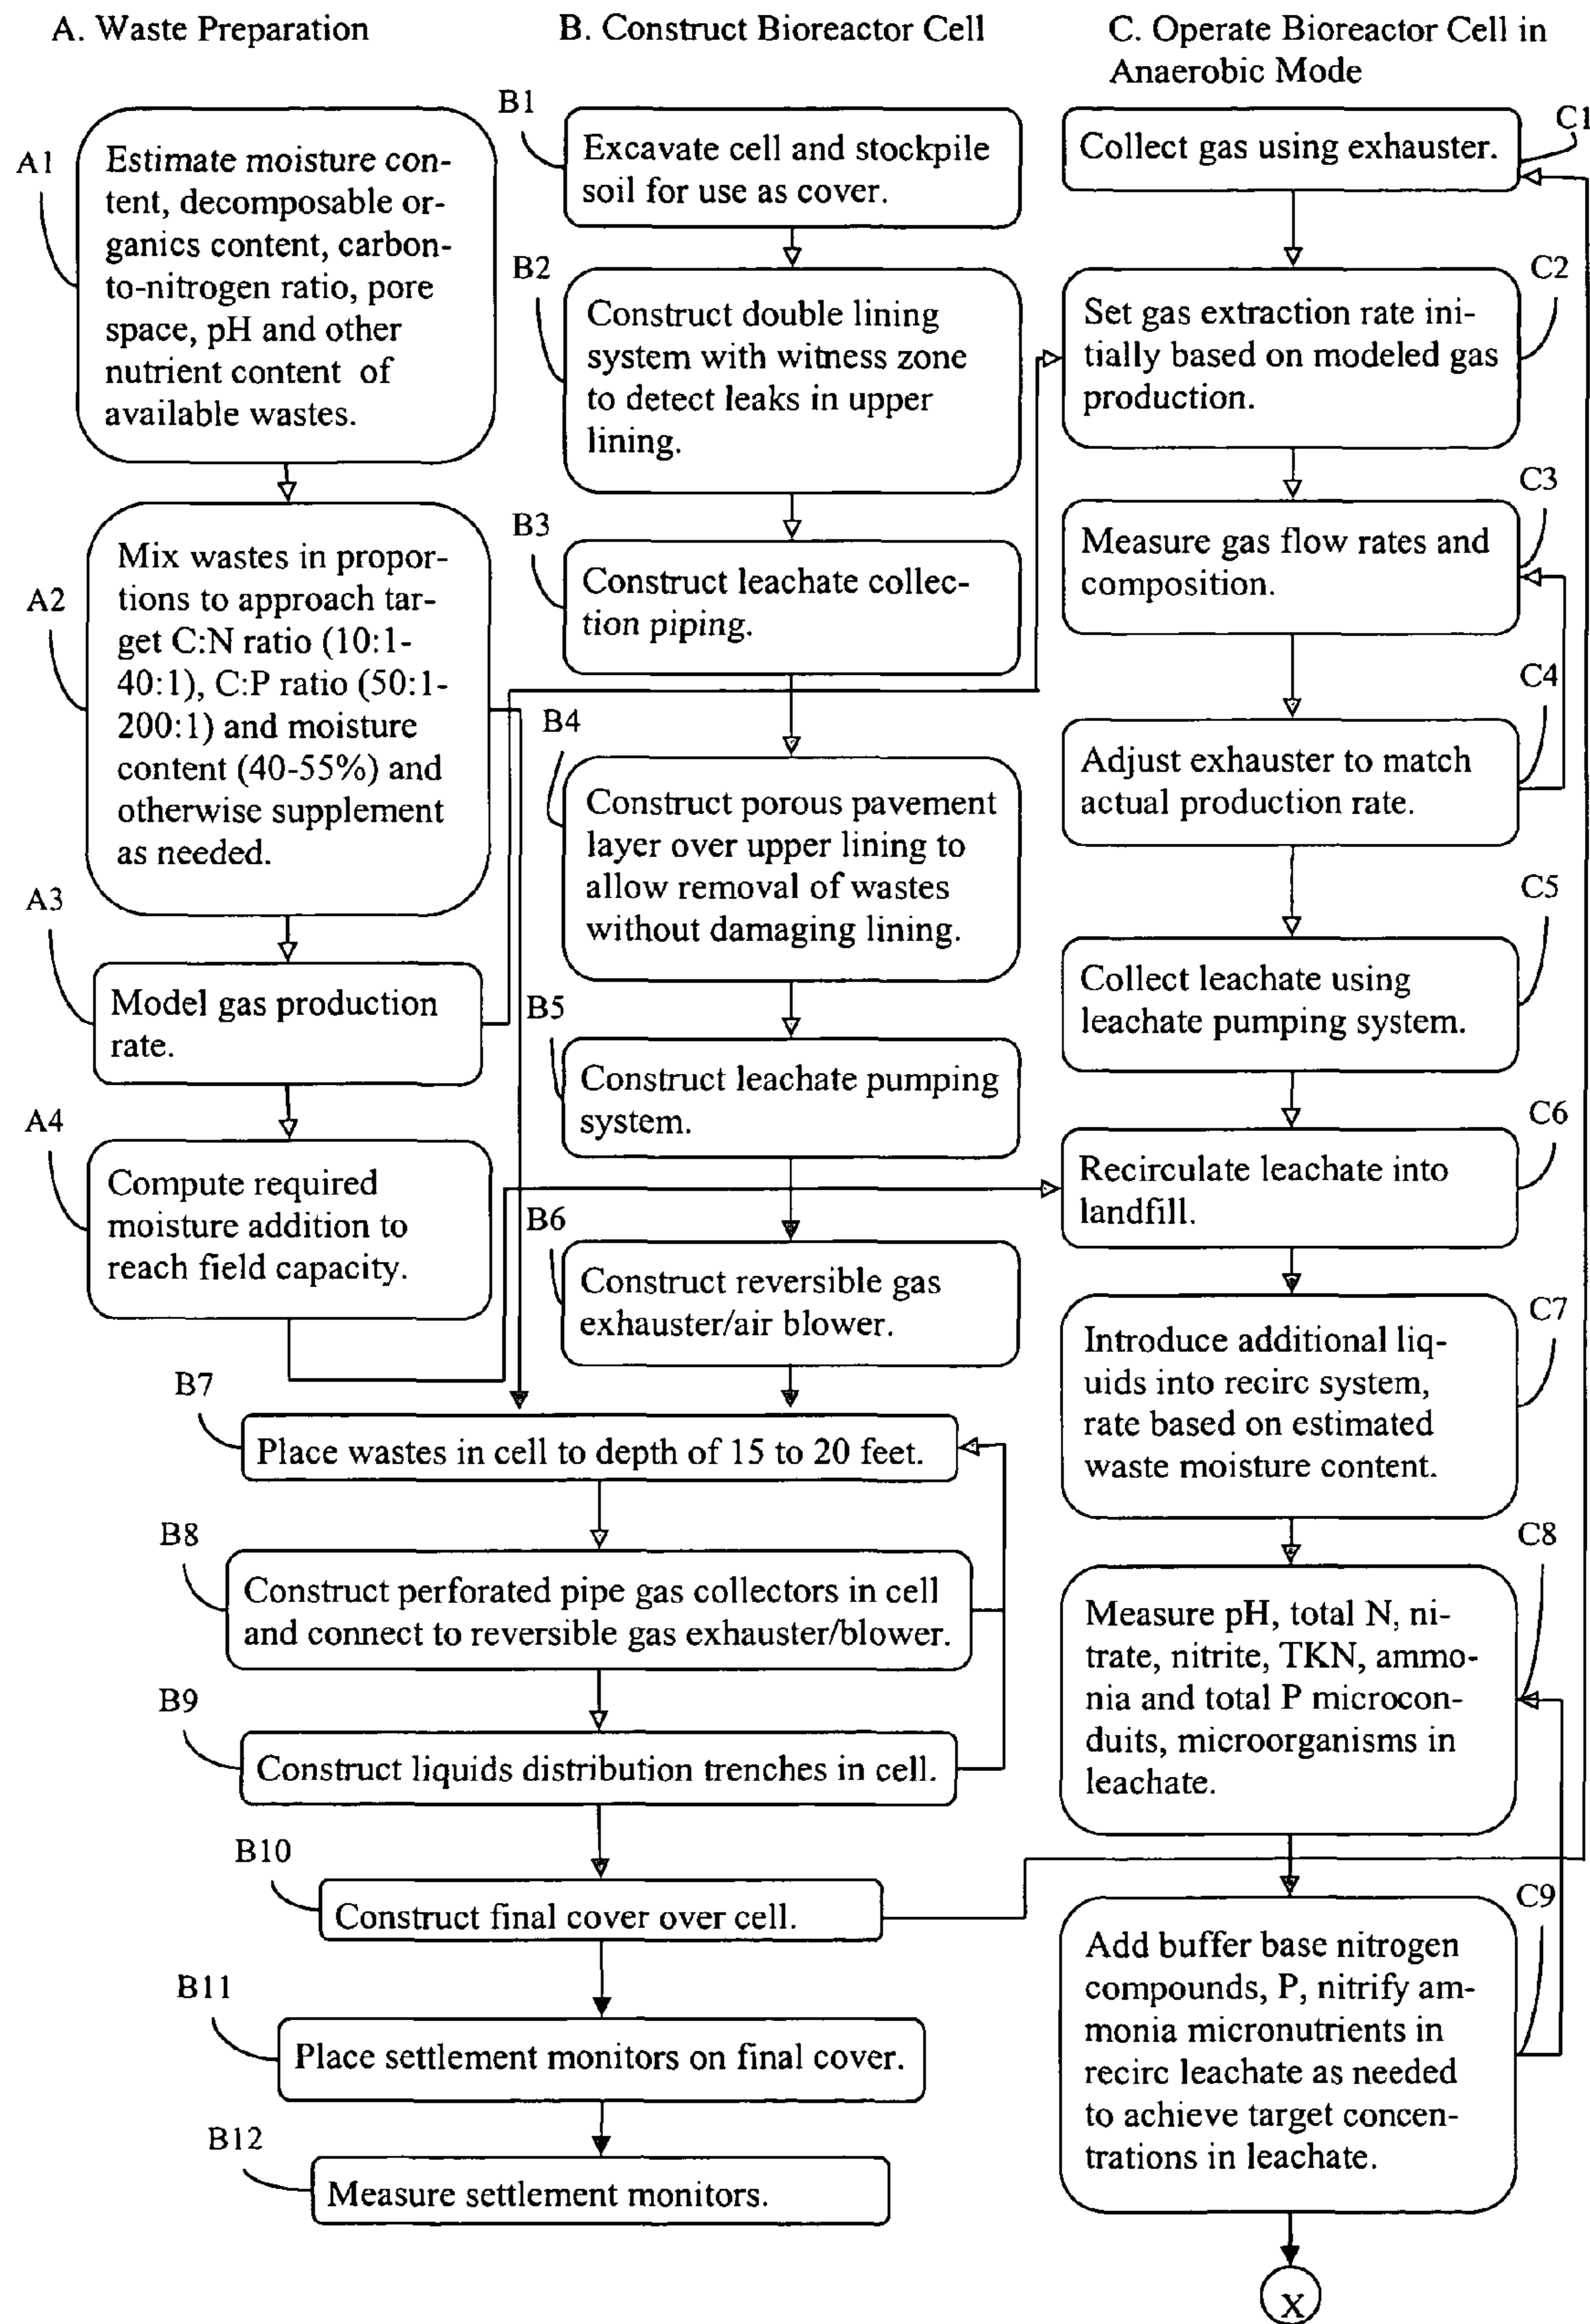 A. Waste Preparation
A1
Estimate moisture con-
tent, decomposable or-
ganics content, carbon-
to-nitrogen ratio, pore
space, pH and other
nutrient content of
available wastes.
A2
Mix wastes in propor-
tions to approach tar-
get C:N ratio (10:1-
40:1), C:P ratio (50:1-
200:1) and moisture
content (40-55%) and
otherwise supplement
as needed.
A3
Model gas production
rate.
A4
Compute required
moisture addition to
reach field capacity.
B. Construct Bioreactor Cell
B1
Excavate cell and stockpile
soil for use as cover.
B2
Construct double lining
system with witness zone
to detect leaks in upper
lining.
B3
Construct leachate collec-
tion piping.
B4
Construct porous pavement
layer over upper lining to
allow removal of wastes
without damaging lining.
B5
Construct leachate pumping
system.
B6
Construct reversible gas
exhauster/air blower.
B7
Place wastes in cell to depth of 15 to 20 feet.
B8
Construct perforated pipe gas collectors in cell
and connect to reversible gas exhauster/blower.
B9
Construct liquids distribution trenches in cell.
B10
Construct final cover over cell.
B11
Place settlement monitors on final cover.
B12
Measure settlement monitors.
C. Operate Bioreactor Cell in
Anaerobic Mode
C1
Collect gas using exhauster.
C2
Set gas extraction rate ini-
tially based on modeled gas
production.
C3
Measure gas flow rates and
composition.
C4
Adjust exhauster to match
actual production rate.
C5
Collect leachate using
leachate pumping system.
C6
Recirculate leachate into
landfill.
C7
Introduce additional liq-
uids into recirc system,
rate based on estimated
waste moisture content.
C8
Measure pH, total N, ni-
trate, nitrite, TKN, ammo-
nia and total P microcon-
duits, microorganisms in
leachate.
C9
Add buffer base nitrogen
compounds, P, nitrify am-
monia micronutrients in
recirc leachate as needed
to achieve target concen-
trations in leachate.
X